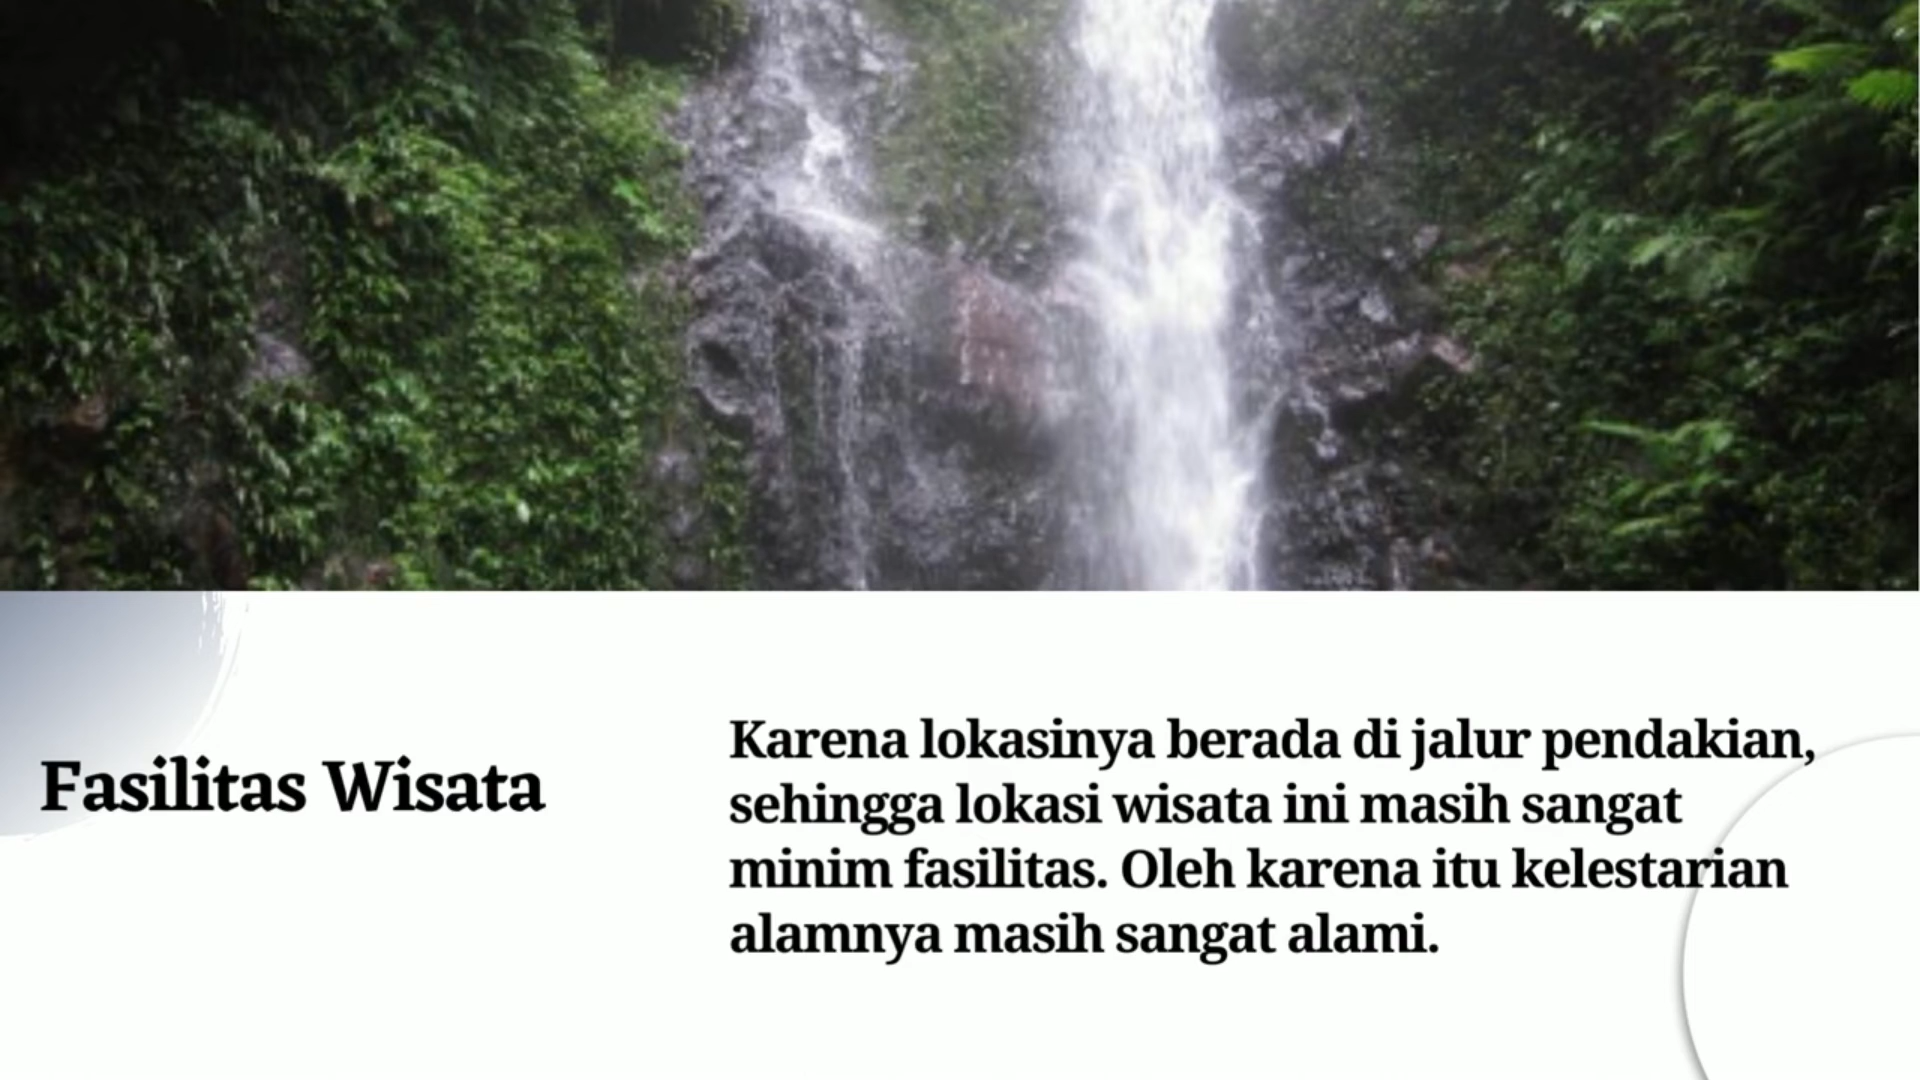 Fasilitas Wisata
Karena lokasinya berada di jalur pendakian,
sehingga lokasi wisata ini masih sangat
minim fasilitas. Oleh karena itu kelestarian
alamnya masih sangat alami.